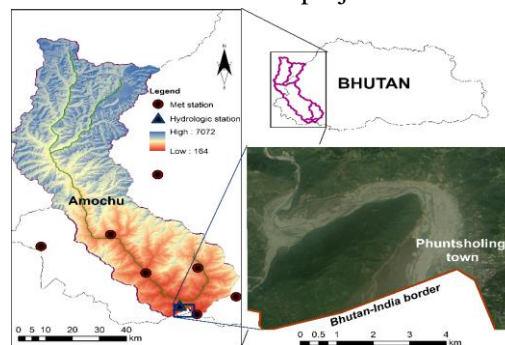 N
Legend
Met station
Hydrologic station
High : 7072
Low : 164
Amochu
0 5 10 20 30 40
km
BHUTAN
Phuntsholing
town
Bhutan-India border
0 0.5 1 2 3 4
km